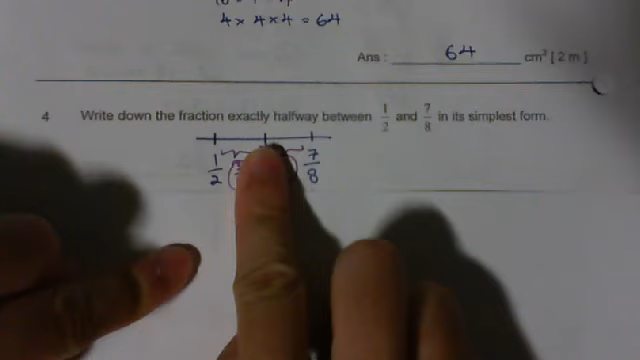 4 × 4 × 4 = 64
Ans : 64 cm³ [ 2 m ]
4 Write down the fraction exactly halfway between 1/2 and 7/8 in its simplest form.
1/2 7/8